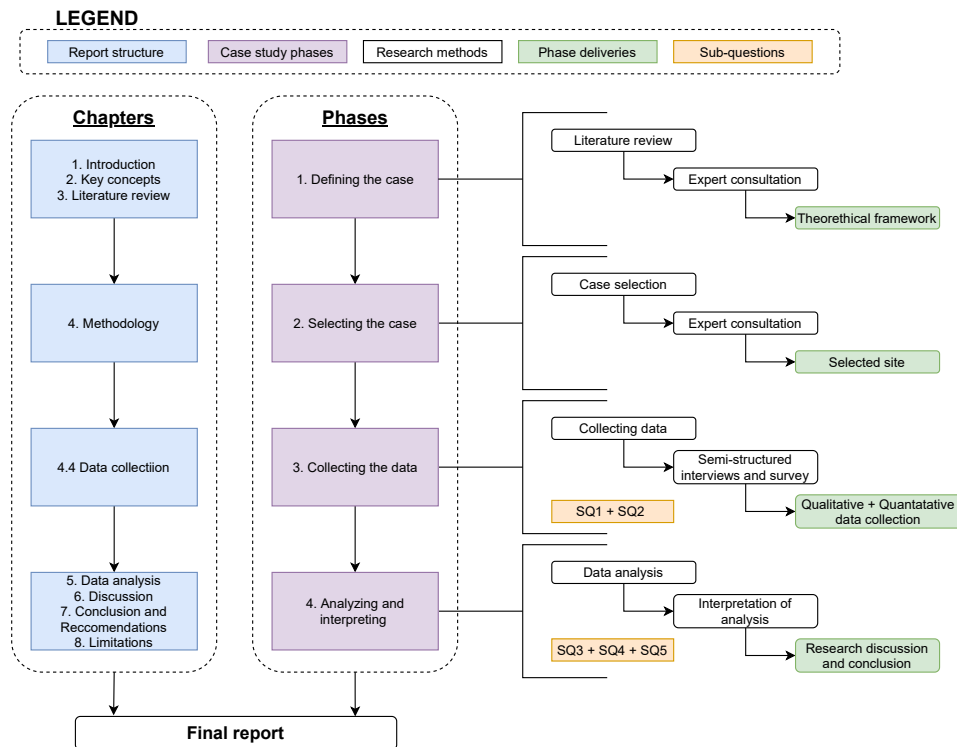 LEGEND
Report structure
Case study phases
Research methods
Phase deliveries
Sub-questions
Chapters
1. Introduction
2. Key concepts
3. Literature review
4. Methodology
4.4 Data collectiion
5. Data analysis
6. Discussion
7. Conclusion and
Reccomendations
8. Limitations
Phases
1. Defining the case
2. Selecting the case
3. Collecting the data
4. Analyzing and
interpreting
Literature review
Expert consultation
Theorethical framework
Case selection
Expert consultation
Selected site
Collecting data
Semi-structured
interviews and survey
SQ1 + SQ2
Qualitative + Quantatative
data collection
Data analysis
Interpretation of
analysis
SQ3 + SQ4 + SQ5
Research discussion
and conclusion
Final report